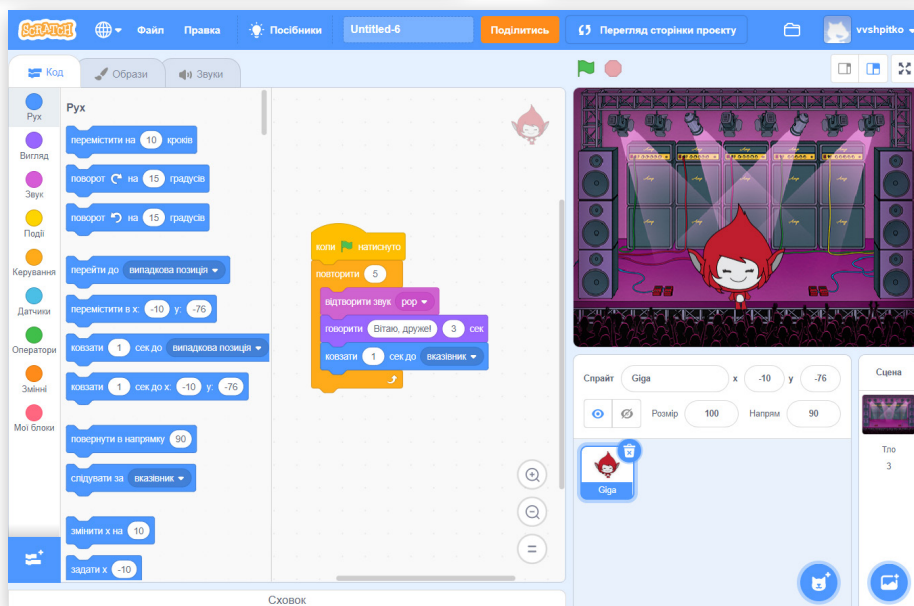 SCRATCH Файл Правка Посібники Untitled-6 Поділитись Перегляд сторінки проєкту vvshpitko
Код Образи Звуки
Рух
Вигляд
Звук
Події
Керування
Датчики
Оператори
Змінні
Мої блоки
Рух
перемістити на 10 кроків
поворот на 15 градусів
поворот на 15 градусів
перейти до випадкова позиція
перемістити в x: -10 y: -76
ковзати 1 сек до випадкова позиція
ковзати 1 сек до x: -10 y: -76
повернути в напрямку 90
слідувати за вказівник
змінити x на 10
задати x -10
коли натиснуто
повторити 5
відтворити звук pop
говорити Вітаю, друже! 3 сек
ковзати 1 сек до вказівник
Спрайт Giga x -10 y -76
Розмір 100 Напрям 90
Giga
Сцена
Тло
3
Сховок